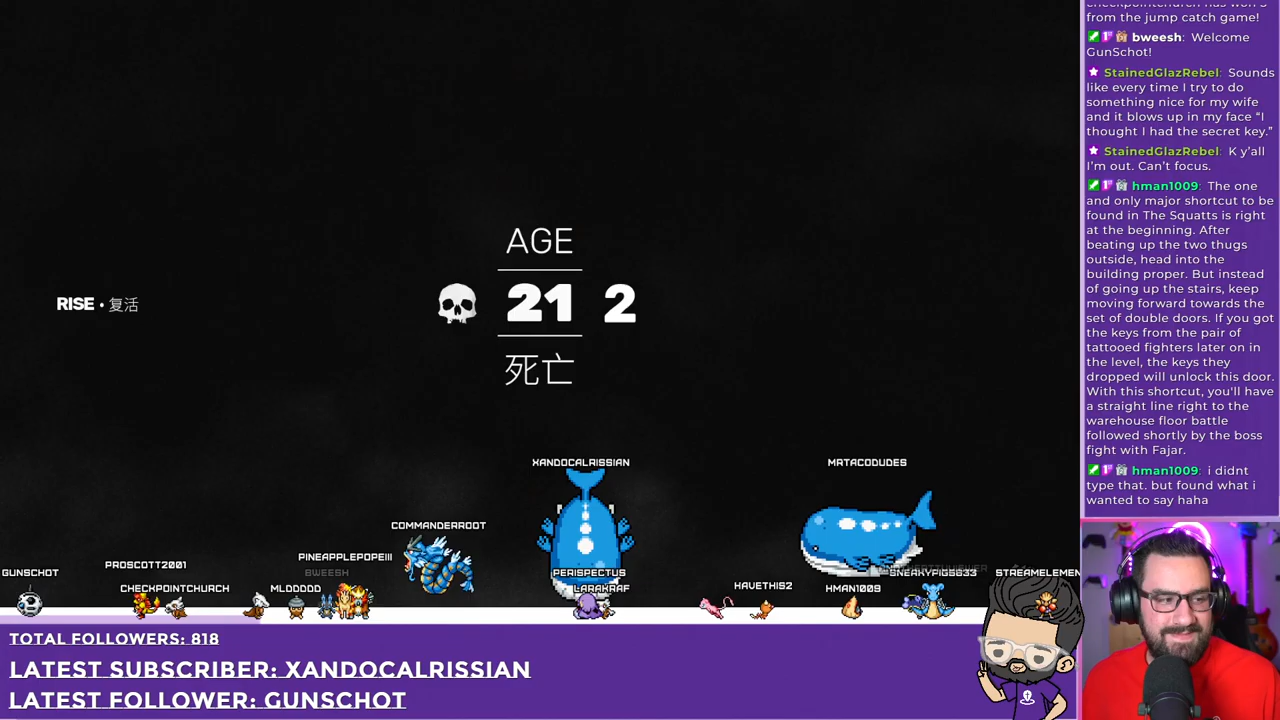 AGE
21 2
死亡
RISE • 复活
XANDOCALRISSIAN
MRTACODUDES
COMMANDERROOT
PINEAPPLEPOPEIII
BWEESH
PROSCOTT2001
GUNSCHOT
CHECKPOINTCHURCH
MLDDDDD
PERISPECTUS
LARAKRAF
HAVETHIS2
HMAN1009
SNEAKYPIGS633
STREAMELEMEN
TOTAL FOLLOWERS: 818
LATEST SUBSCRIBER: XANDOCALRISSIAN
LATEST FOLLOWER: GUNSCHOT
from the jump catch game!
bweesh: Welcome
GunSchot!
StainedGlazRebel: Sounds
like every time I try to do
something nice for my wife
and it blows up in my face “I
thought I had the secret key.”
StainedGlazRebel: K y’all
I’m out. Can’t focus.
hman1009: The one
and only major shortcut to be
found in The Squatts is right
at the beginning. After
beating up the two thugs
outside, head into the
building proper. But instead
of going up the stairs, keep
moving forward towards the
set of double doors. If you got
the keys from the pair of
tattooed fighters later on in
the level, the keys they
dropped will unlock this door.
With this shortcut, you'll have
a straight line right to the
warehouse floor battle
followed shortly by the boss
fight with Fajar.
hman1009: i didnt
type that. but found what i
wanted to say haha